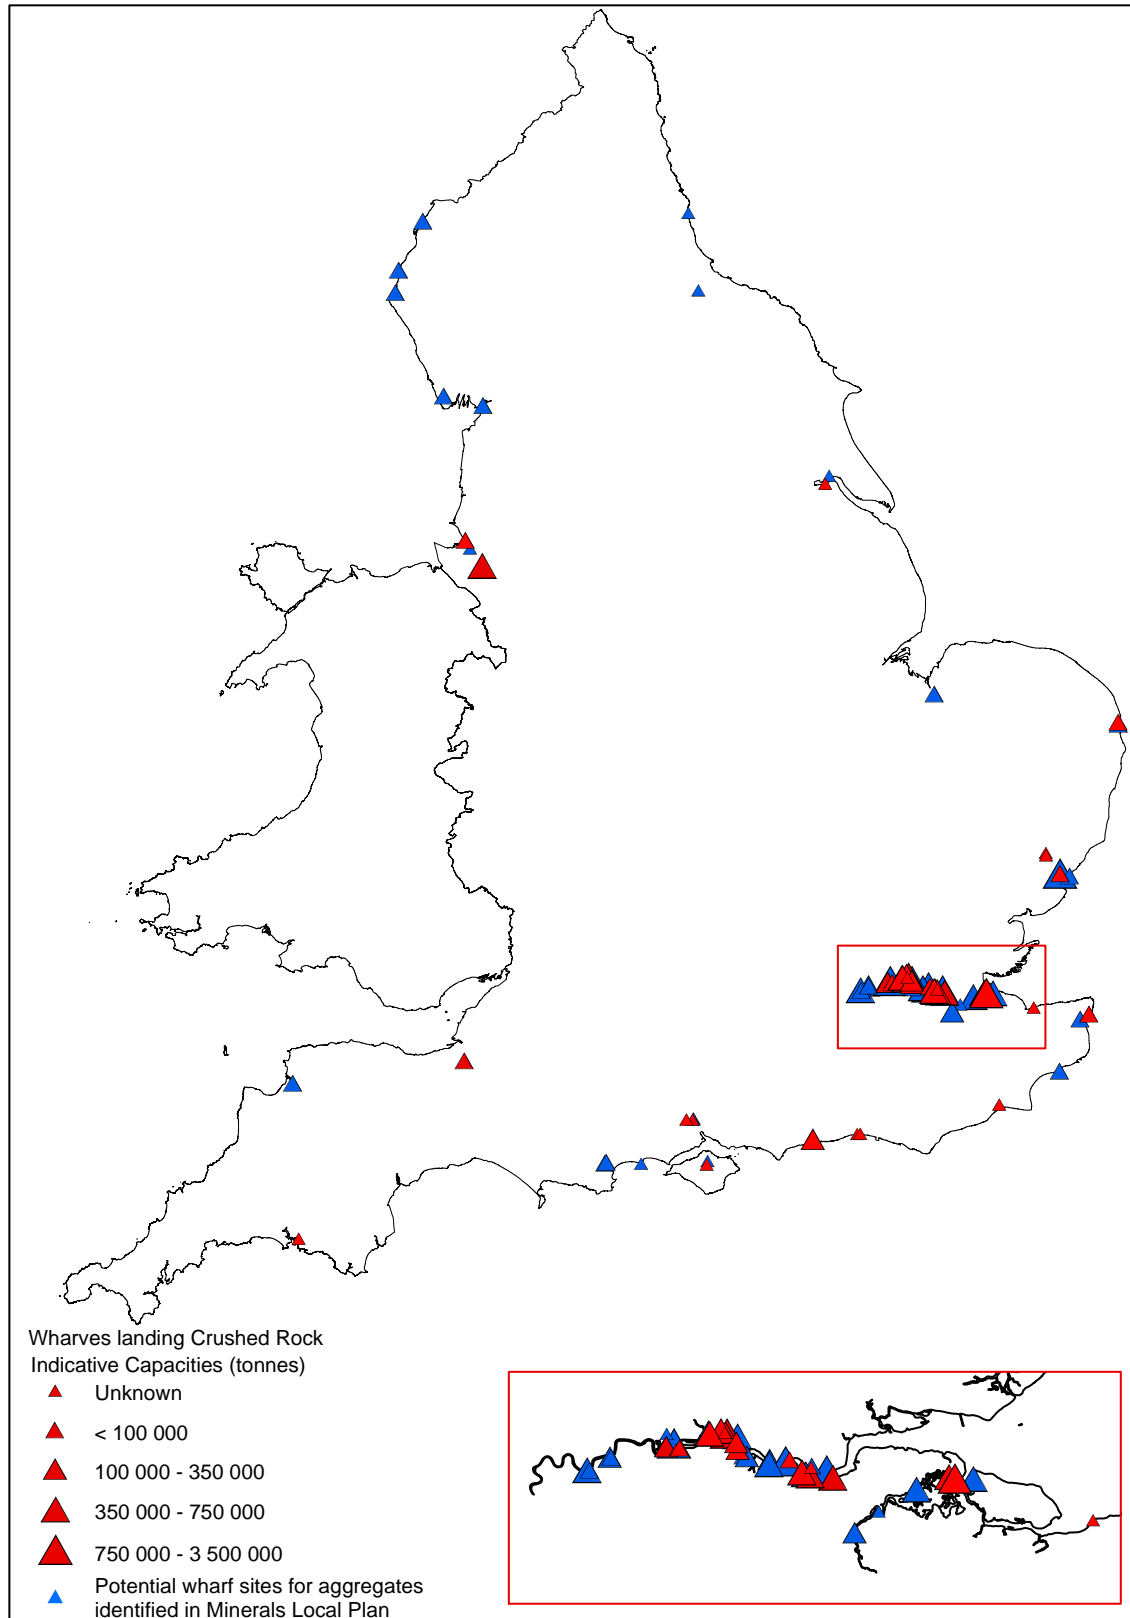 Wharves landing Crushed Rock
Indicative Capacities (tonnes)
Unknown
< 100 000
100 000 - 350 000
350 000 - 750 000
750 000 - 3 500 000
Potential wharf sites for aggregates
identified in Minerals Local Plan